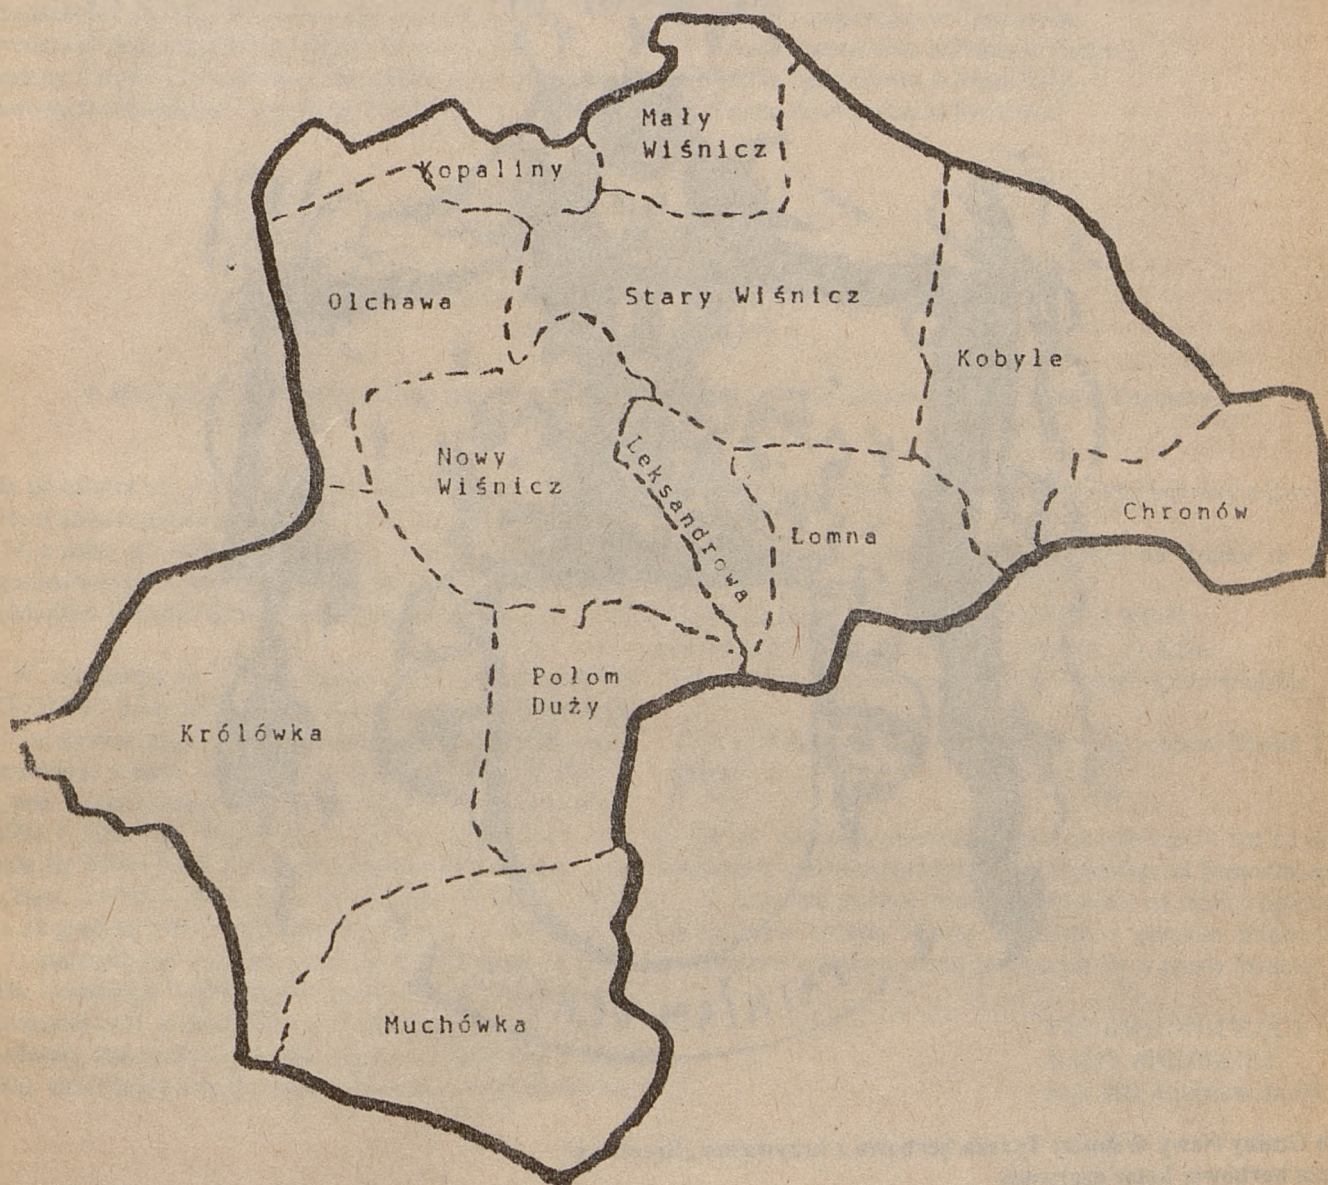 Mały
Wiśnicz
Kopaliny
Olchawa
Stary Wiśnicz
Kobyle
Nowy
Wiśnicz
Leksandrowa
Łomna
Chronów
Połom
Duży
Królówka
Muchówka